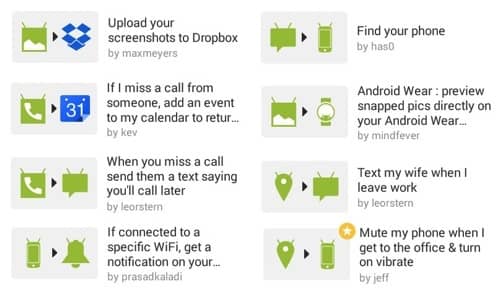 Upload your
screenshots to Dropbox
by maxmeyers
31
If I miss a call from
someone, add an event
to my calendar to retur...
by kev
When you miss a call
send them a text saying
you'll call later
by leorstern
If connected to a
specific WiFi, get a
notification on your...
by prasadkaladi
Find your phone
by has0
Android Wear : preview
snapped pics directly on
your Android Wear...
by mindfever
Text my wife when I
leave work
by leorstern
Mute my phone when I
get to the office & turn
on vibrate
by jeff